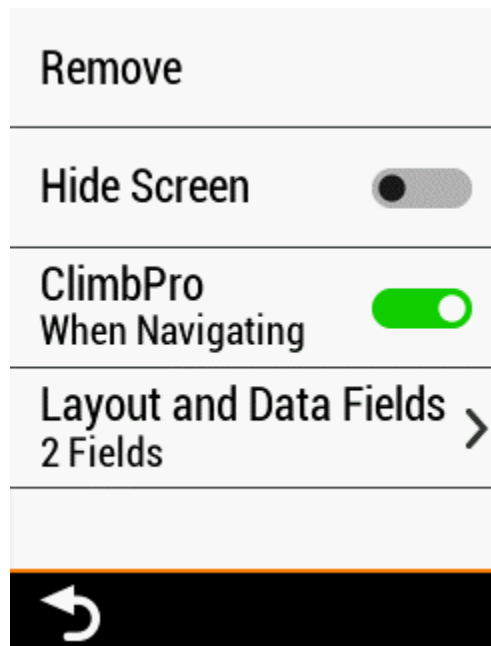 Remove
Hide Screen
ClimbPro
When Navigating
Layout and Data Fields
2 Fields